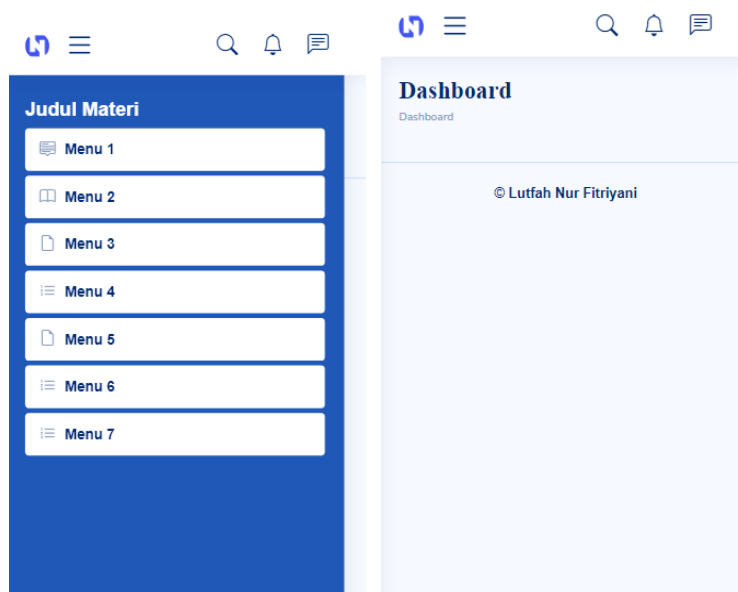 Judul Materi
Menu 1
Menu 2
Menu 3
Menu 4
Menu 5
Menu 6
Menu 7
Dashboard
Dashboard
© Lutfah Nur Fitriyani